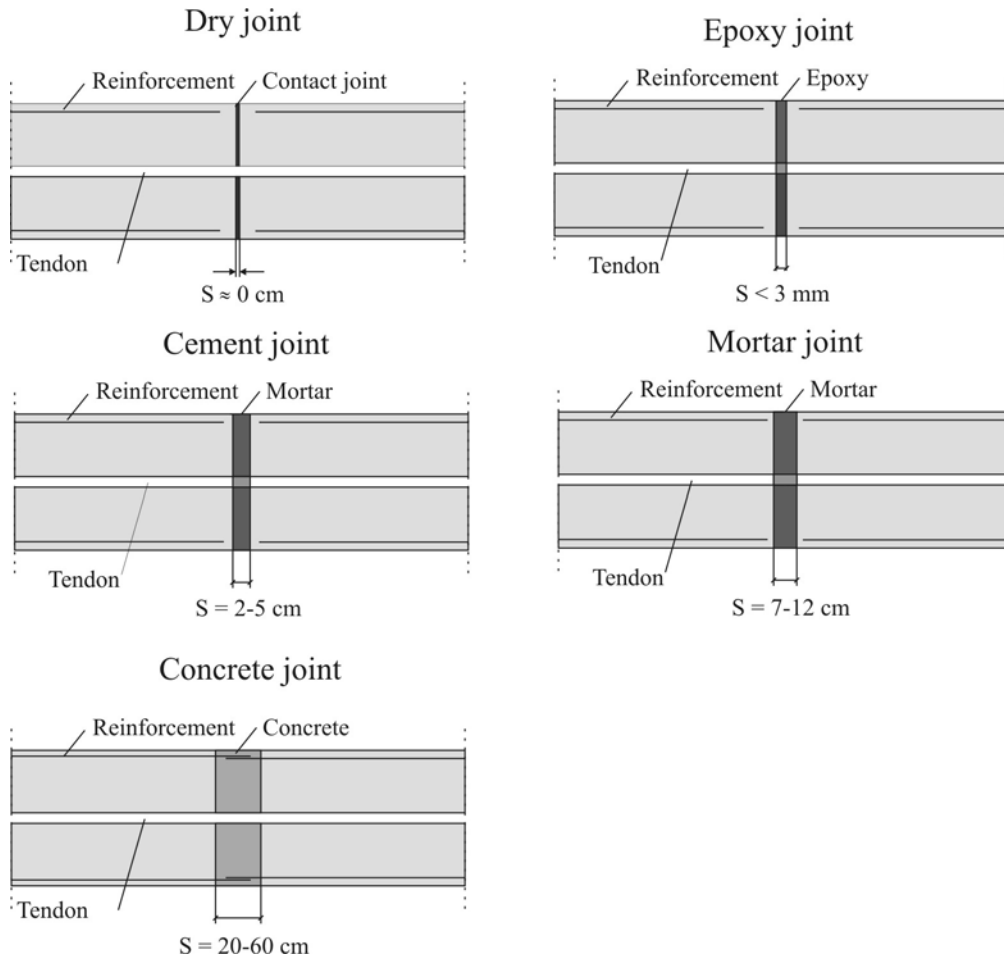 Dry joint
Reinforcement
Contact joint
Tendon
S ≈ 0 cm
Epoxy joint
Reinforcement
Epoxy
Tendon
S < 3 mm
Cement joint
Reinforcement
Mortar
Tendon
S = 2-5 cm
Mortar joint
Reinforcement
Mortar
Tendon
S = 7-12 cm
Concrete joint
Reinforcement
Concrete
Tendon
S = 20-60 cm